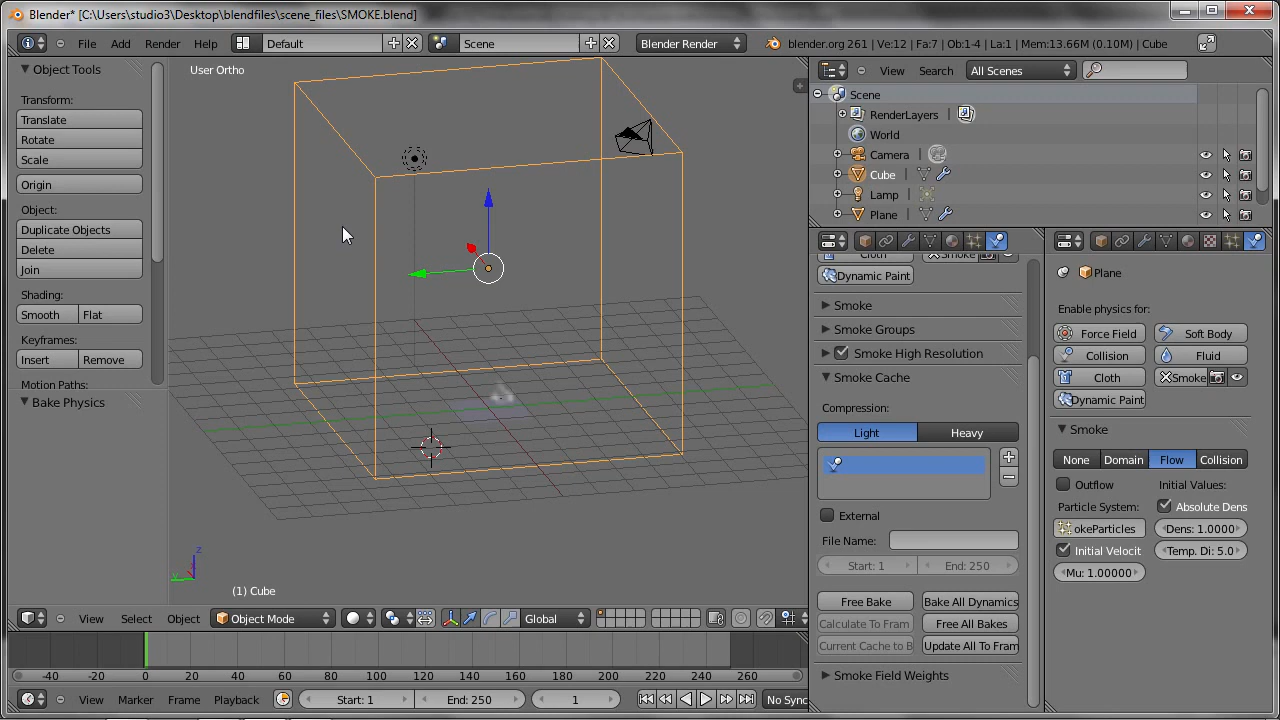 Blender* [C:\Users\studio3\Desktop\blendfiles\scene_files\SMOKE.blend]
File Add Render Help Default Scene Blender Render blender.org 261 | Ve:12 | Fa:7 | Ob:1-4 | La:1 | Mem:13.66M (0.10M) | Cube
Object Tools
Transform:
Translate
Rotate
Scale
Origin
Object:
Duplicate Objects
Delete
Join
Shading:
Smooth Flat
Keyframes:
Insert Remove
Motion Paths:
Bake Physics
User Ortho
z
y
(1) Cube
View Select Object Object Mode Global
-40 -20 0 20 40 60 80 100 120 140 160 180 200 220 240 260
View Marker Frame Playback Start: 1 End: 250 1 No Sync
View Search All Scenes
Scene
RenderLayers
World
Camera
Cube
Lamp
Plane
Cloth Smoke
Dynamic Paint
Smoke
Smoke Groups
Smoke High Resolution
Smoke Cache
Compression:
Light Heavy
External
File Name:
Start: 1 End: 250
Free Bake Bake All Dynamics
Calculate To Fram Free All Bakes
Current Cache to B Update All To Fram
Smoke Field Weights
Plane
Enable physics for:
Force Field Soft Body
Collision Fluid
Cloth Smoke
Dynamic Paint
Smoke
None Domain Flow Collision
Outflow Initial Values:
Particle System: Absolute Dens
okeParticles Dens: 1.0000
Initial Velocit Temp. Di: 5.0
Mu: 1.00000